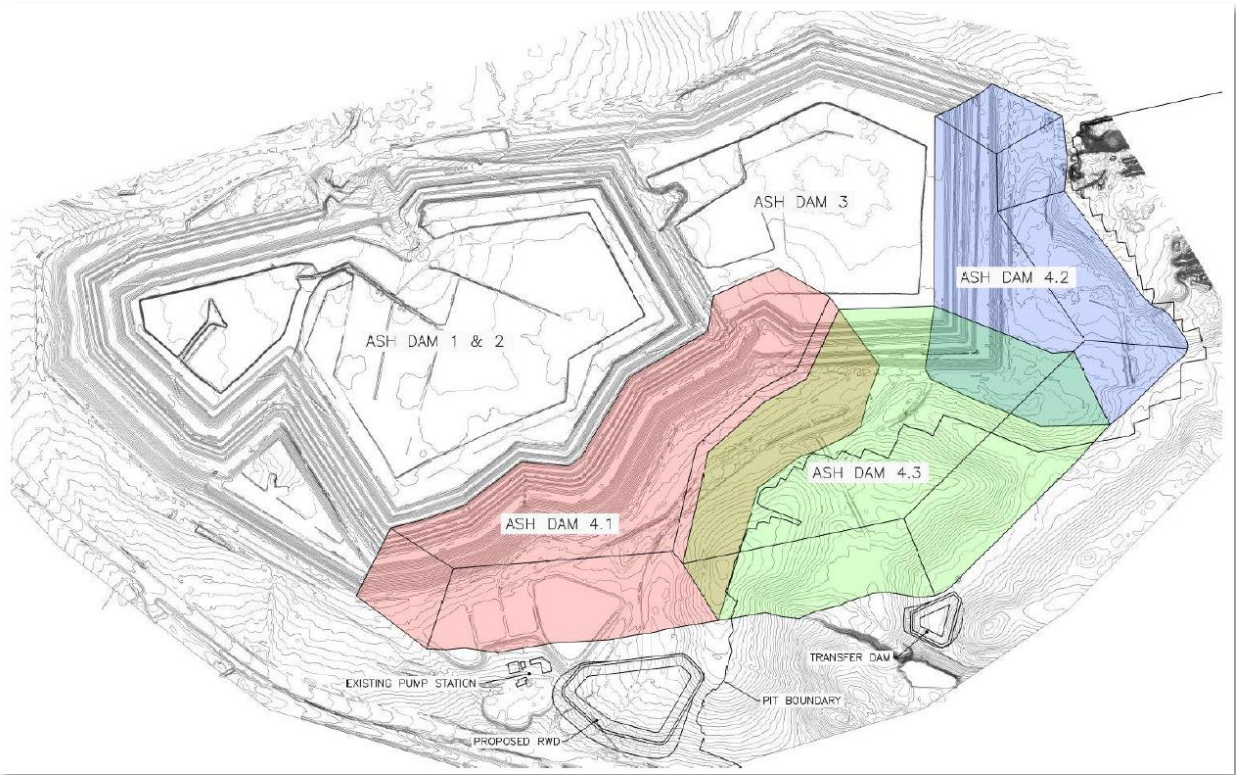 ASH DAM 3
ASH DAM 4.2
ASH DAM 1 & 2
ASH DAM 4.3
ASH DAM 4.1
TRANSFER DAM
EXISTING PUMP STATION
PIT BOUNDARY
PROPOSED RWD